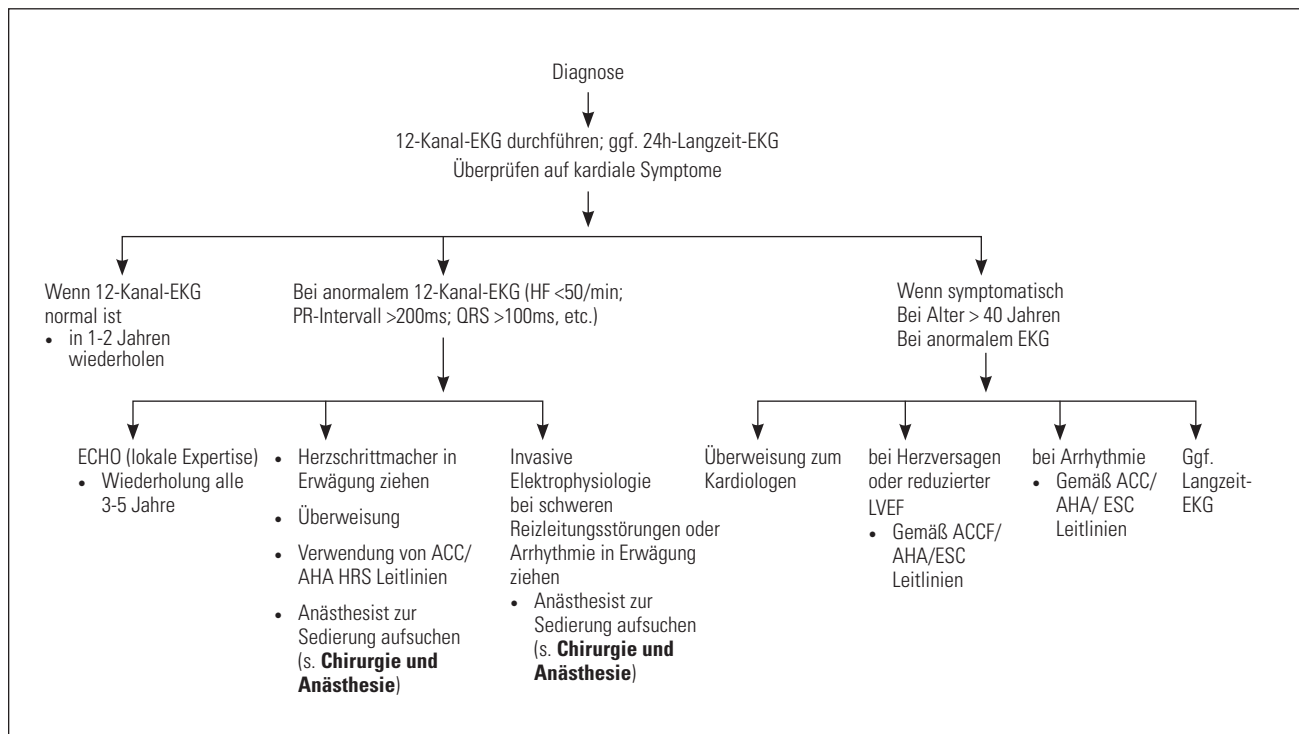 Diagnose
12-Kanal-EKG durchführen; ggf. 24h-Langzeit-EKG
Überprüfen auf kardiale Symptome
Wenn 12-Kanal-EKG
normal ist
• in 1-2 Jahren
wiederholen
Bei anormalem 12-Kanal-EKG (HF <50/min;
PR-Intervall >200ms; QRS >100ms, etc.)
Wenn symptomatisch
Bei Alter > 40 Jahren
Bei anormalem EKG
ECHO (lokale Expertise)
• Wiederholung alle
3-5 Jahre
• Herzschrittmacher in
Erwägung ziehen
• Überweisung
• Verwendung von ACC/
AHA HRS Leitlinien
• Anästhesist zur
Sedierung aufsuchen
(s. Chirurgie und
Anästhesie)
Invasive
Elektrophysiologie
bei schweren
Reizleitungsstörungen oder
Arrhythmie in Erwägung
ziehen
• Anästhesist zur
Sedierung aufsuchen
(s. Chirurgie und
Anästhesie)
Überweisung zum
Kardiologen
bei Herzversagen
oder reduzierter
LVEF
• Gemäß ACCF/
AHA/ESC
Leitlinien
bei Arrhythmie
• Gemäß ACC/
AHA/ ESC
Leitlinien
Ggf.
Langzeit-
EKG